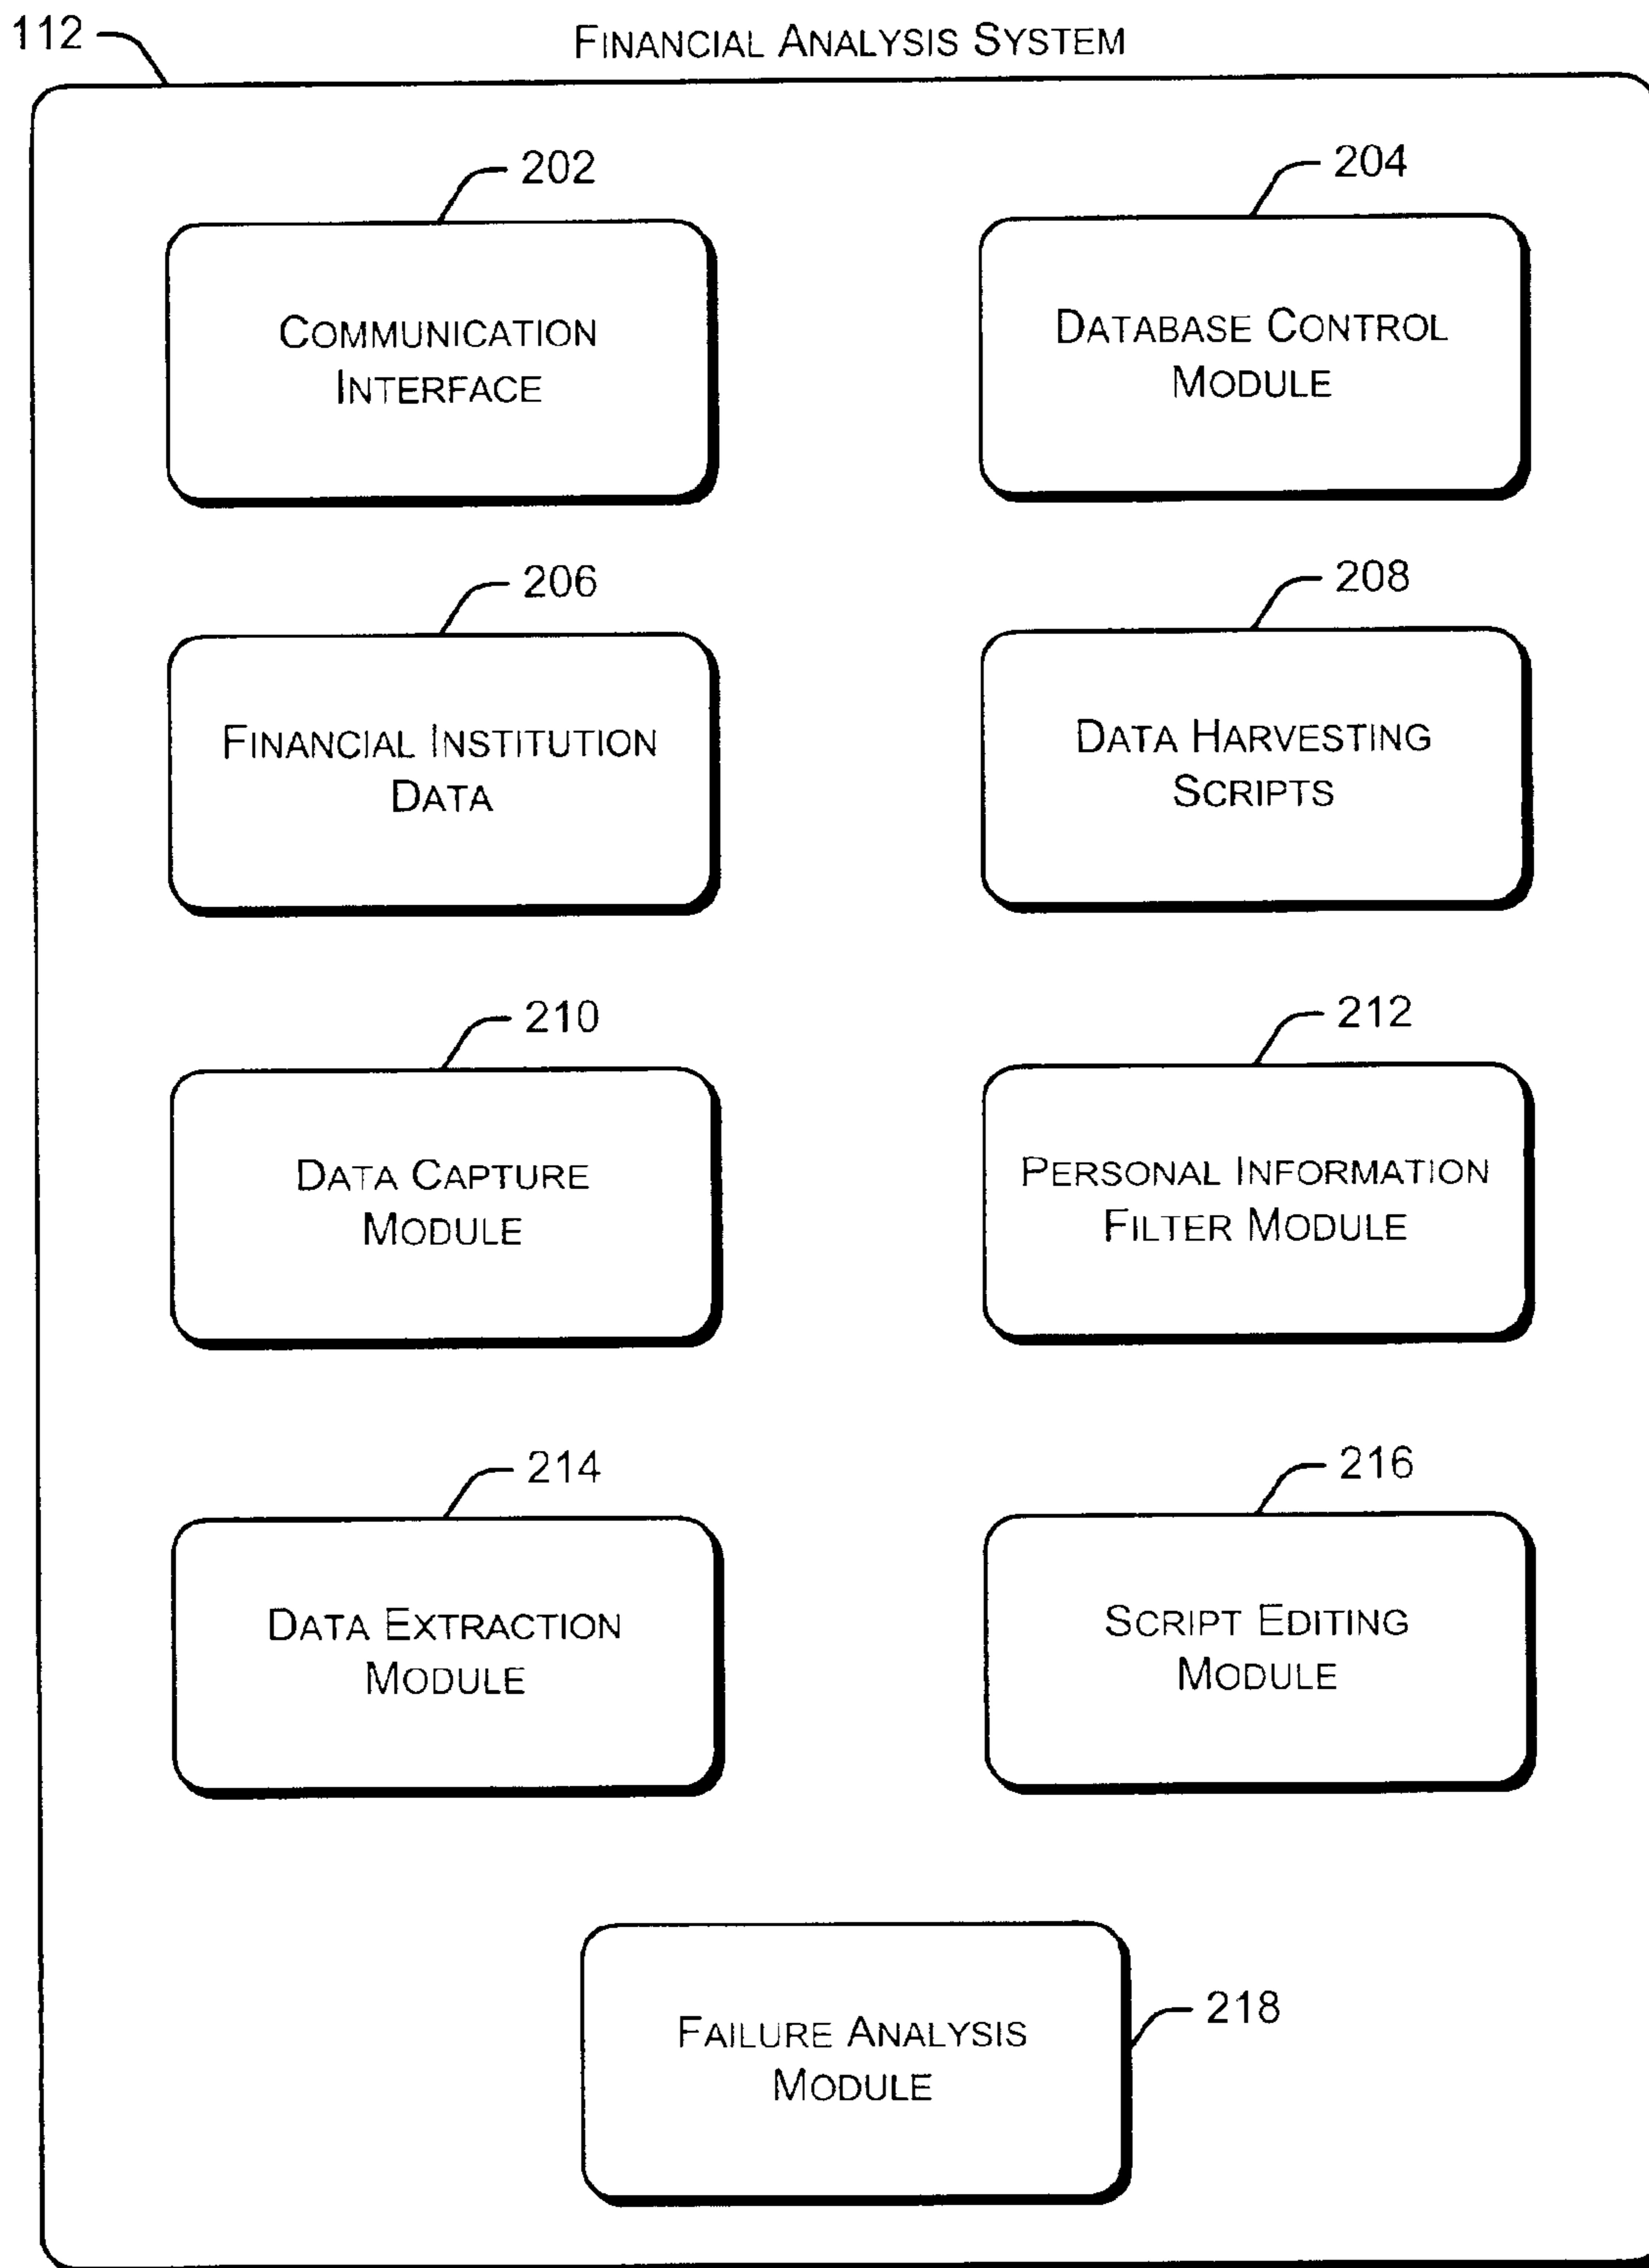 112
FINANCIAL ANALYSIS SYSTEM
202
COMMUNICATION
INTERFACE
204
DATABASE CONTROL
MODULE
206
FINANCIAL INSTITUTION
DATA
208
DATA HARVESTING
SCRIPTS
210
DATA CAPTURE
MODULE
212
PERSONAL INFORMATION
FILTER MODULE
214
DATA EXTRACTION
MODULE
216
SCRIPT EDITING
MODULE
218
FAILURE ANALYSIS
MODULE